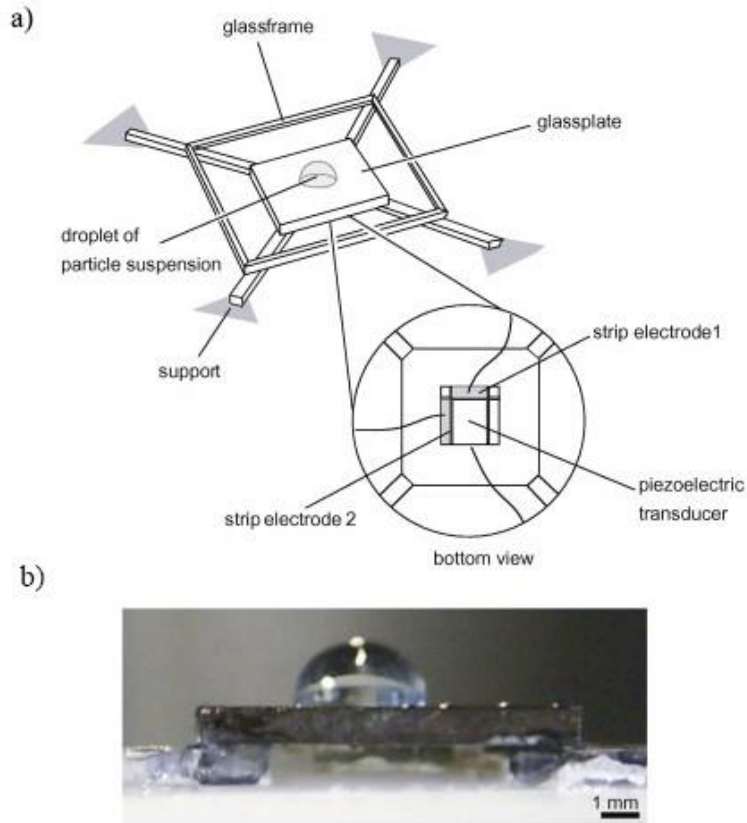 a)
glassframe
glassplate
droplet of
particle suspension
support
strip electrode1
strip electrode 2
piezoelectric
transducer
bottom view
b)
1 mm